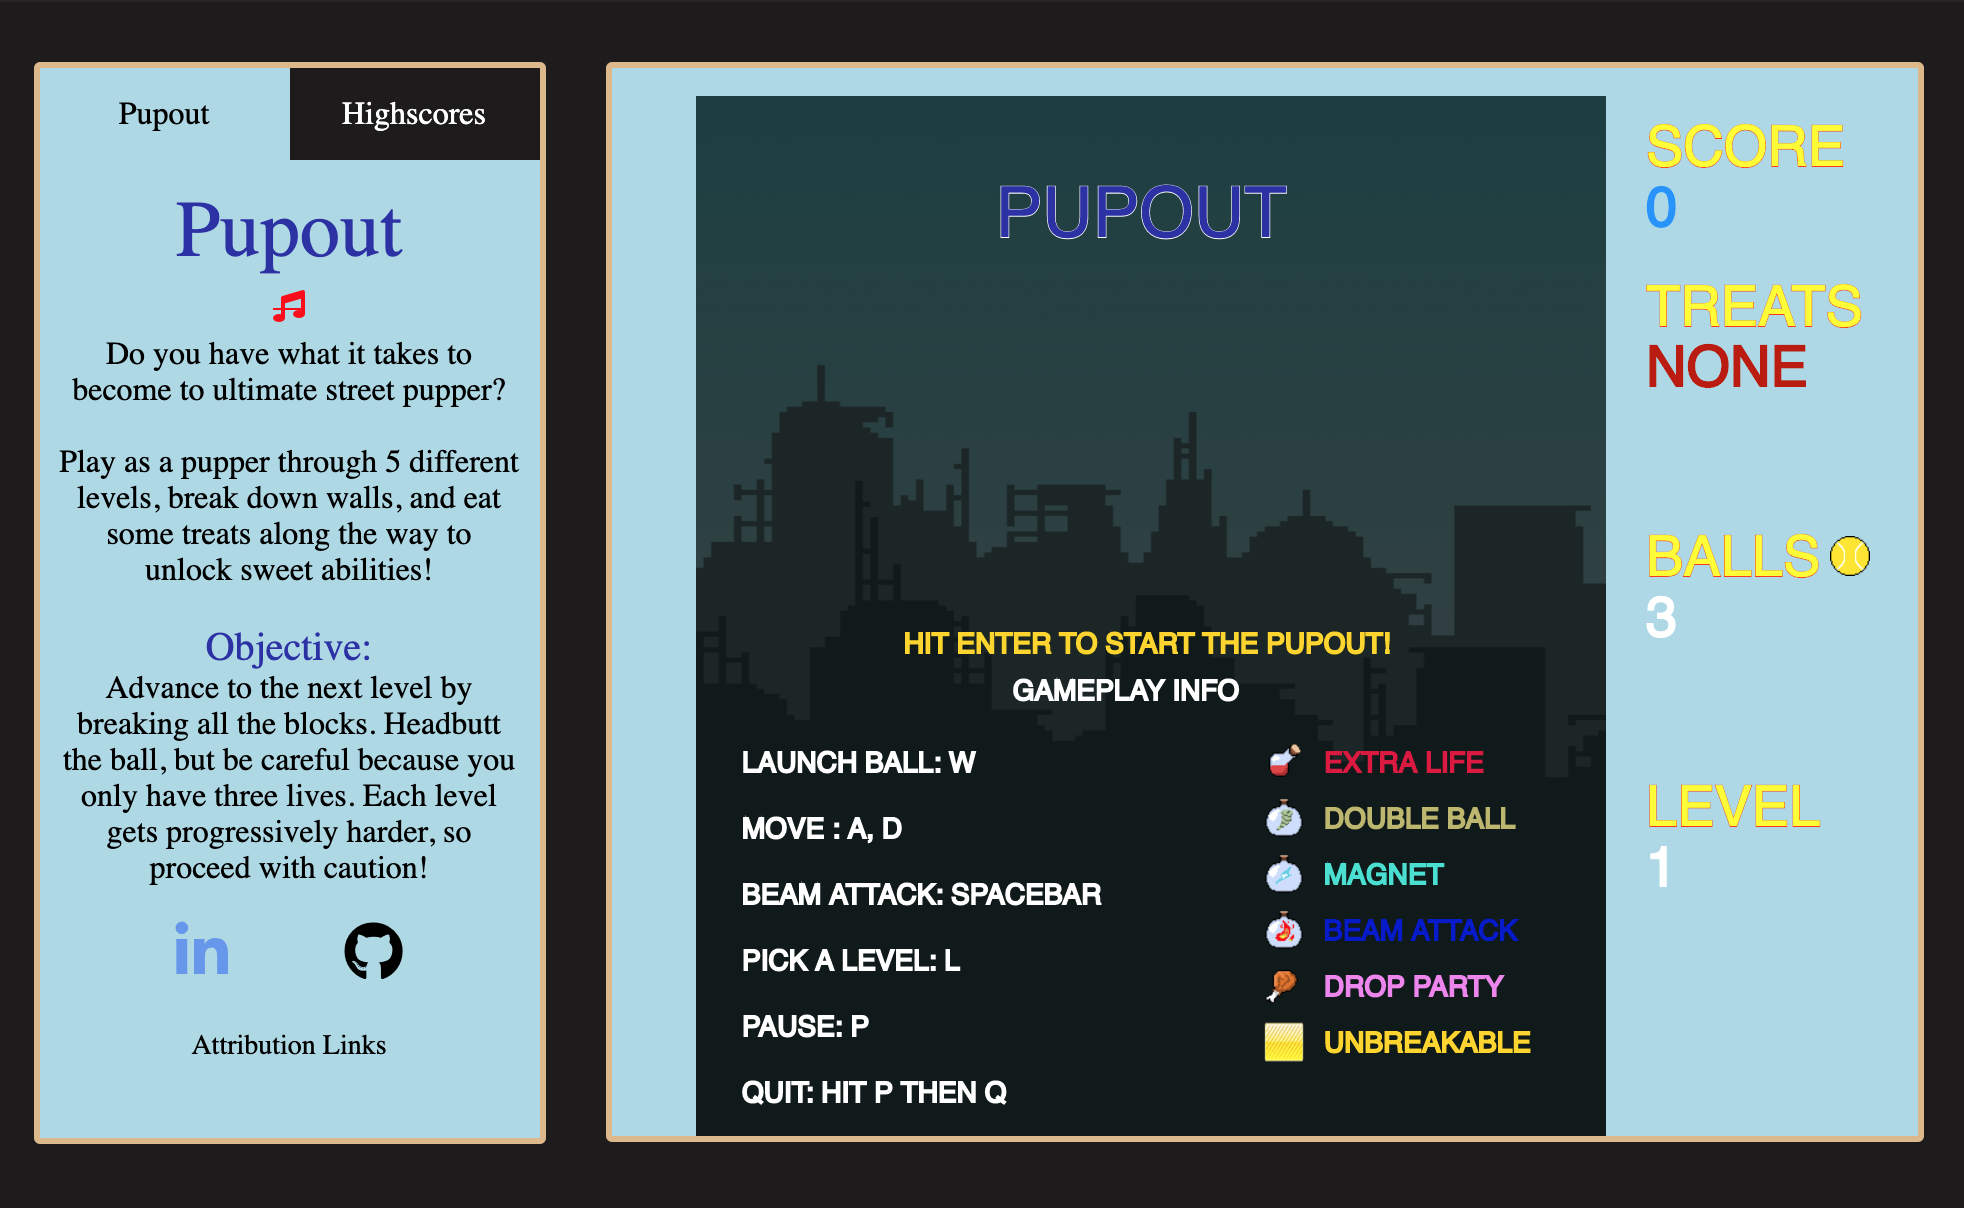 Pupout
Highscores
Pupout
Do you have what it takes to
become to ultimate street pupper?
Play as a pupper through 5 different
levels, break down walls, and eat
some treats along the way to
unlock sweet abilities!
Objective:
Advance to the next level by
breaking all the blocks. Headbutt
the ball, but be careful because you
only have three lives. Each level
gets progressively harder, so
proceed with caution!
in
Attribution Links
PUPOUT
HIT ENTER TO START THE PUPOUT!
GAMEPLAY INFO
LAUNCH BALL: W
MOVE : A, D
BEAM ATTACK: SPACEBAR
PICK A LEVEL: L
PAUSE: P
QUIT: HIT P THEN Q
EXTRA LIFE
DOUBLE BALL
MAGNET
BEAM ATTACK
DROP PARTY
UNBREAKABLE
SCORE
0
TREATS
NONE
BALLS
3
LEVEL
1